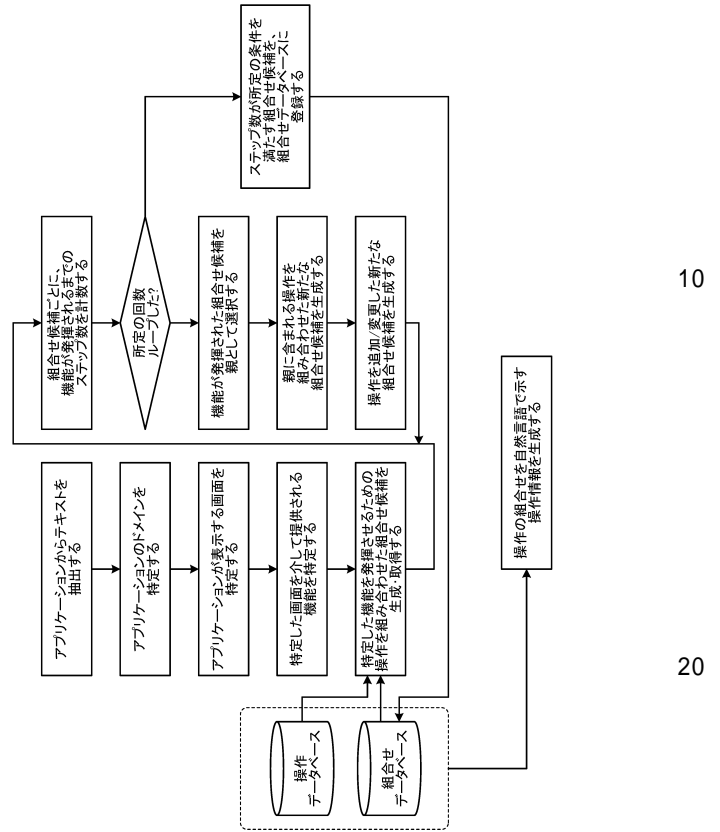 アプリケーションからテキストを
抽出する
アプリケーションのドメインを
特定する
アプリケーションが表示する画面を
特定する
特定した画面を介して提供される
機能を特定する
特定した機能を発揮させるための
操作を組み合わせた組合せ候補を
生成・取得する
操作
データベース
組合せ
データベース
組合せ候補ごとに、
機能が発揮されるまでの
ステップ数を計数する
所定の回数
ループした?
機能が発揮された組合せ候補を
親として選択する
親に含まれる操作を
組み合わせた新たな
組合せ候補を生成する
操作を追加/変更した新たな
組合せ候補を生成する
ステップ数が所定の条件を
満たす組合せ候補を、
組合せデータベースに
登録する
操作の組合せを自然言語で示す
操作情報を生成する
10
20